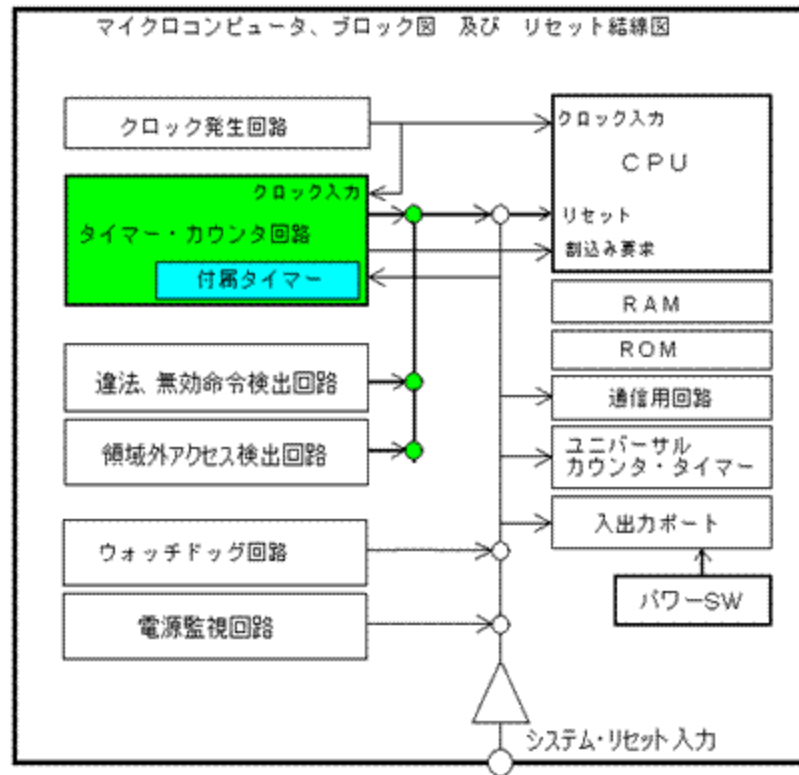 マイクロコンピュータ、ブロック図 及び リセット結線図
クロック発生回路
クロック入力
CPU
リセット
割込み要求
クロック入力
タイマー・カウンタ回路
付属タイマー
RAM
ROM
違法、無効命令検出回路
通信用回路
領域外アクセス検出回路
ユニバーサル
カウンタ・タイマー
ウォッチドッグ回路
入出力ポート
パワーSW
電源監視回路
システム・リセット入力